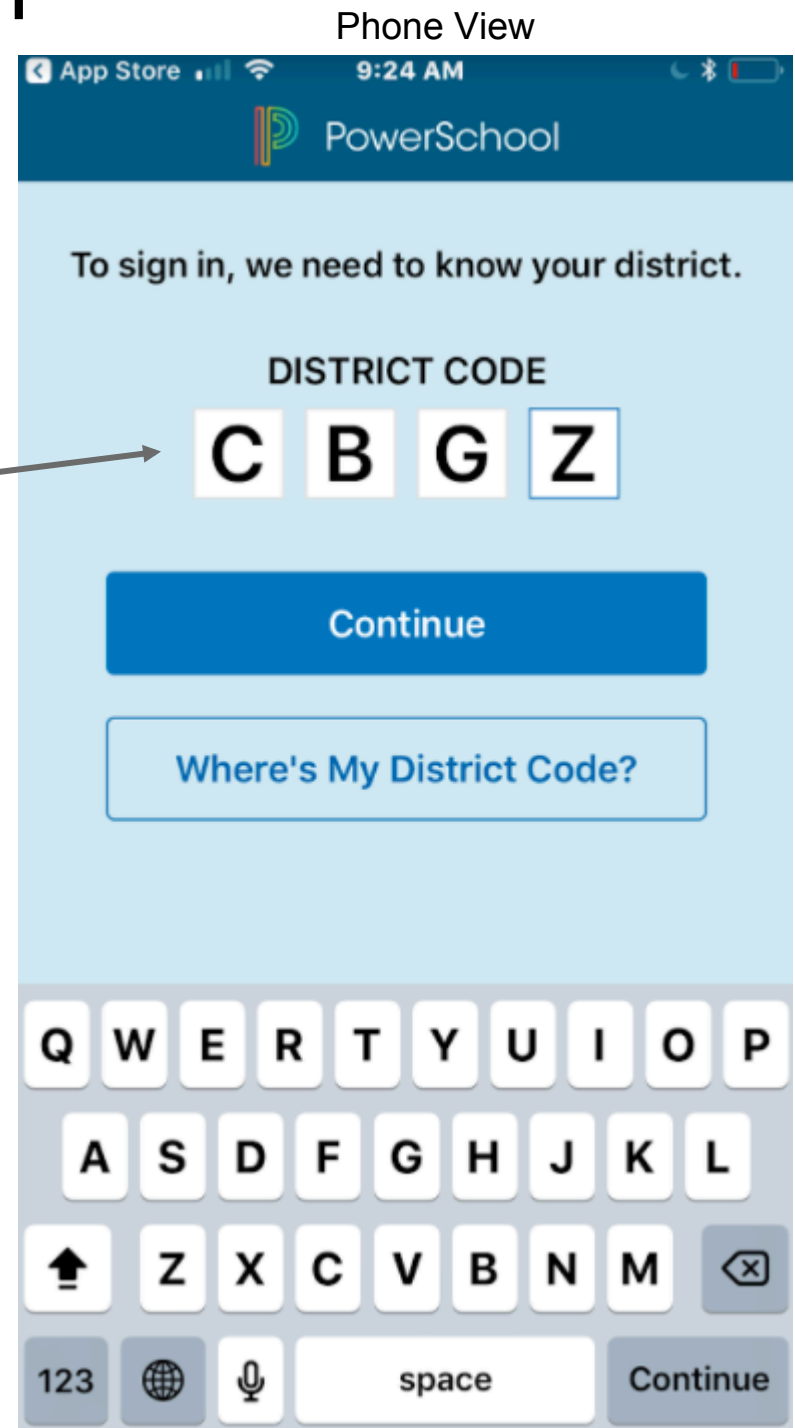 Phone View
App Store 9:24 AM
PowerSchool
To sign in, we need to know your district.
DISTRICT CODE
C B G Z
Continue
Where's My District Code?
Q W E R T Y U I O P
A S D F G H J K L
Z X C V B N M
123 space Continue